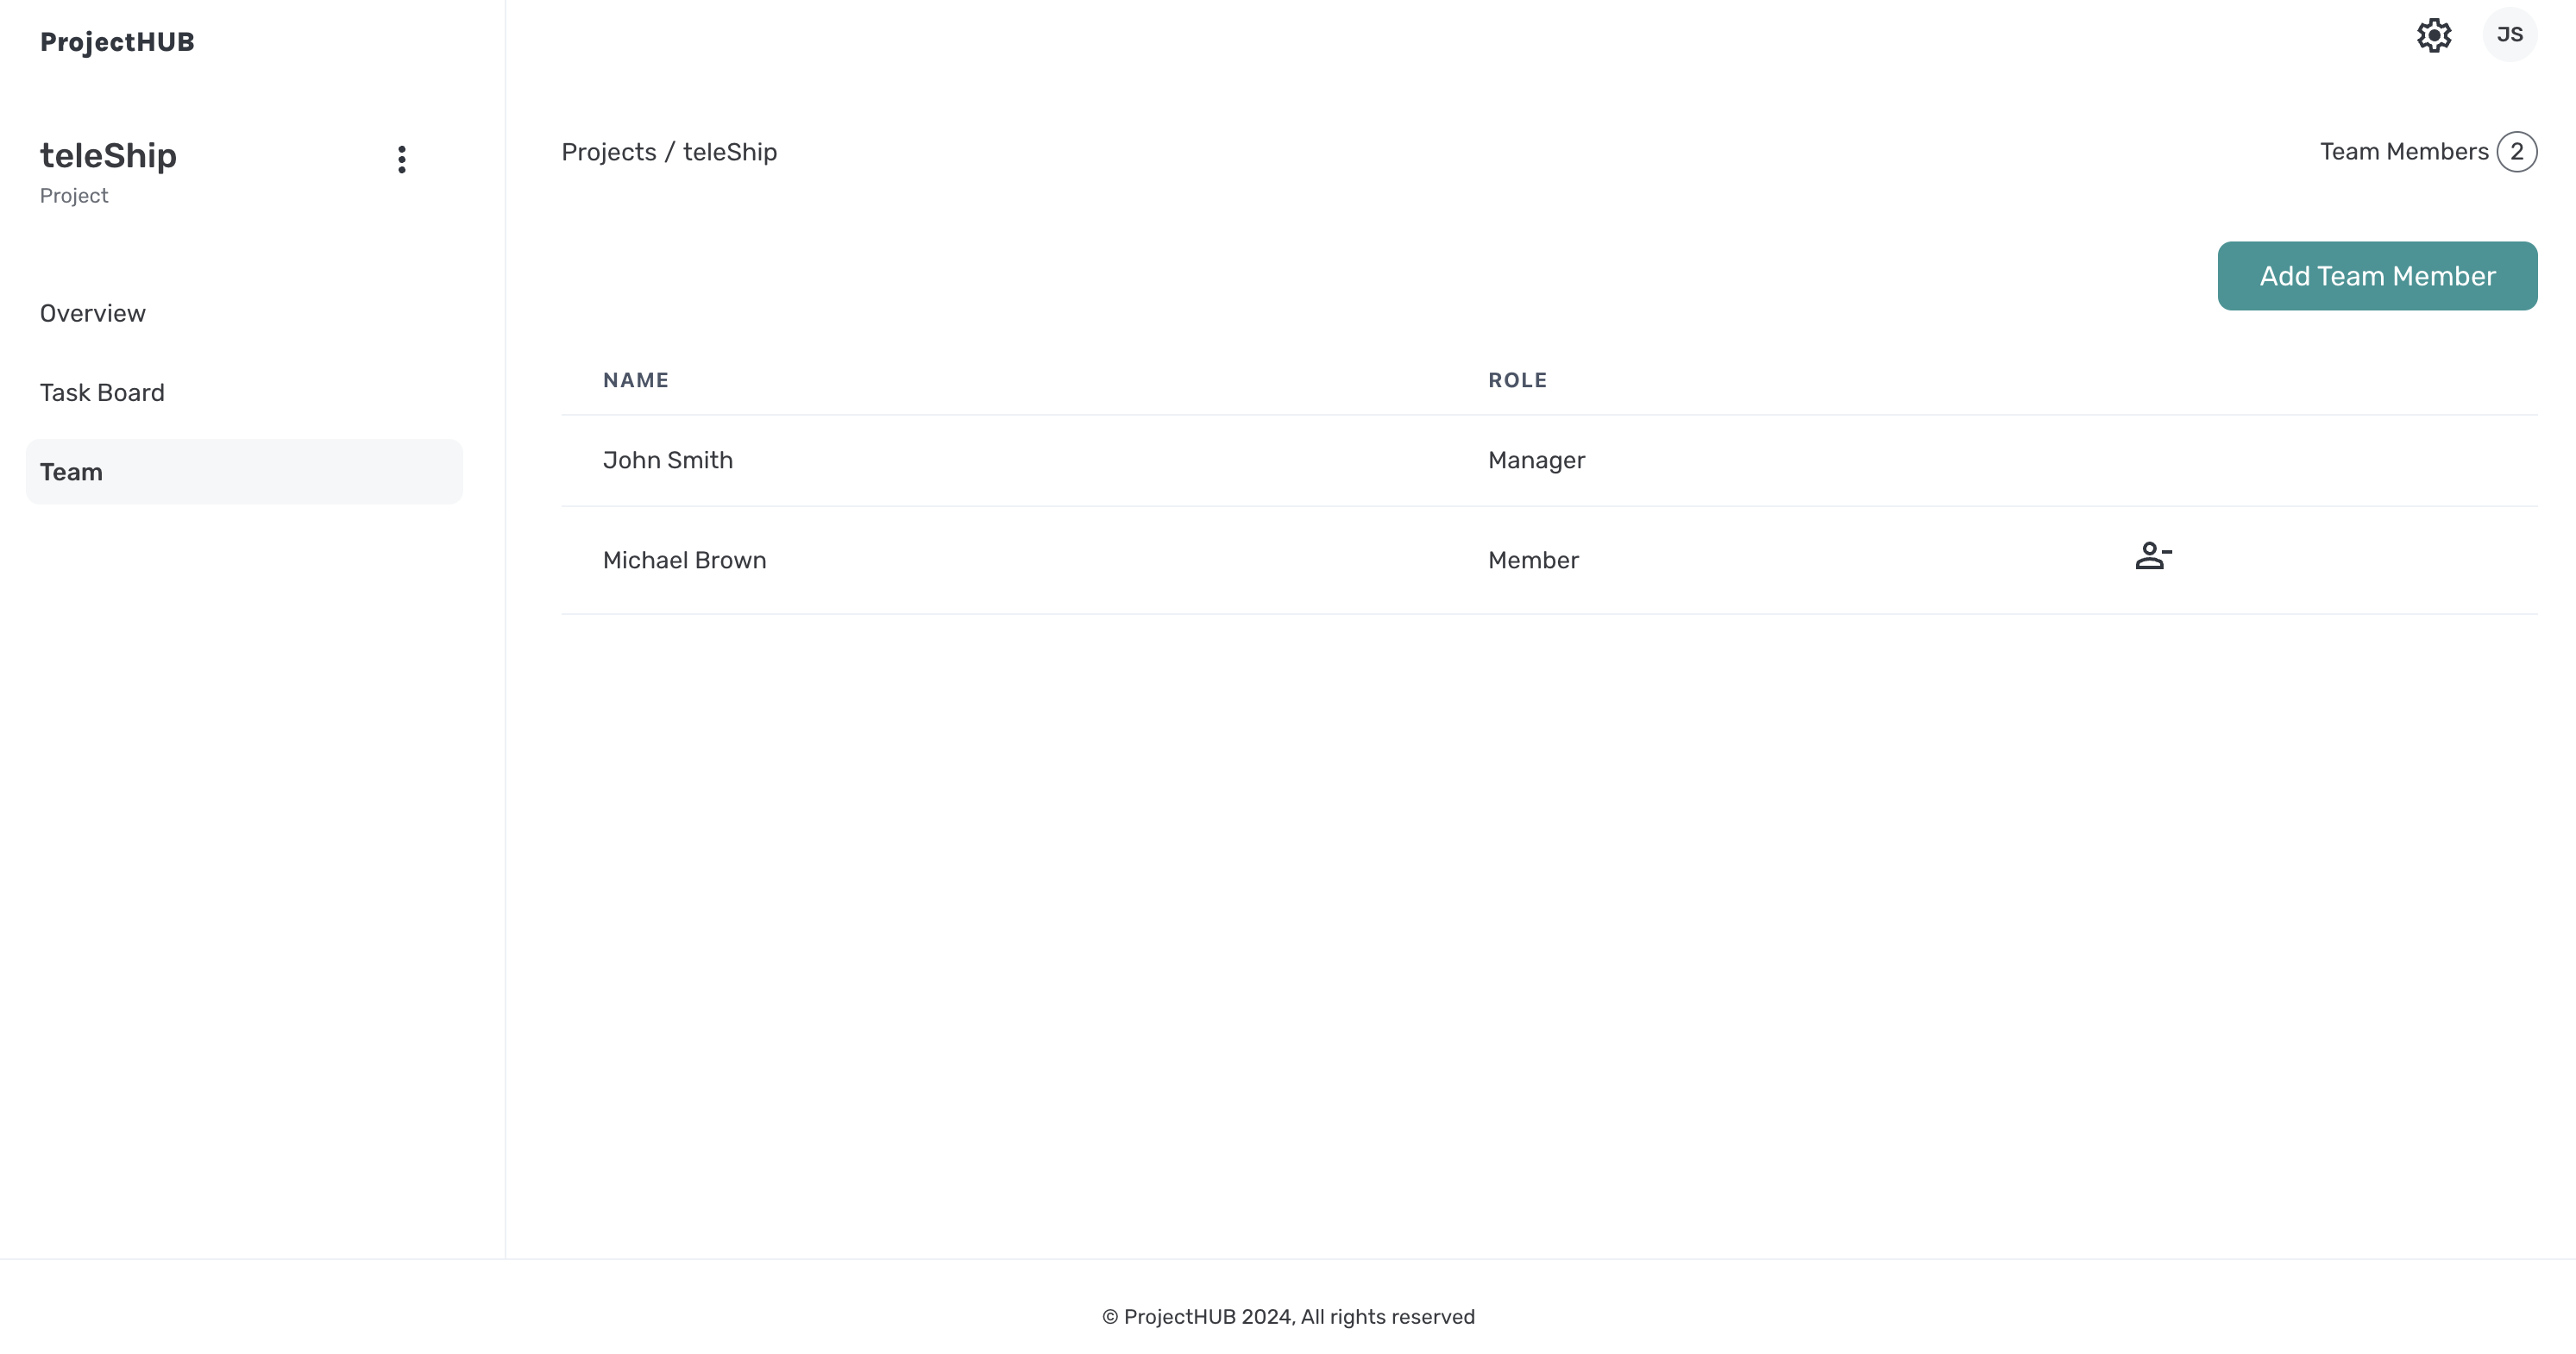 ProjectHUB
JS
teleShip
Project
Projects / teleShip
Team Members 2
Add Team Member
Overview
Task Board
Team
NAME ROLE
John Smith Manager
Michael Brown Member
© ProjectHUB 2024, All rights reserved